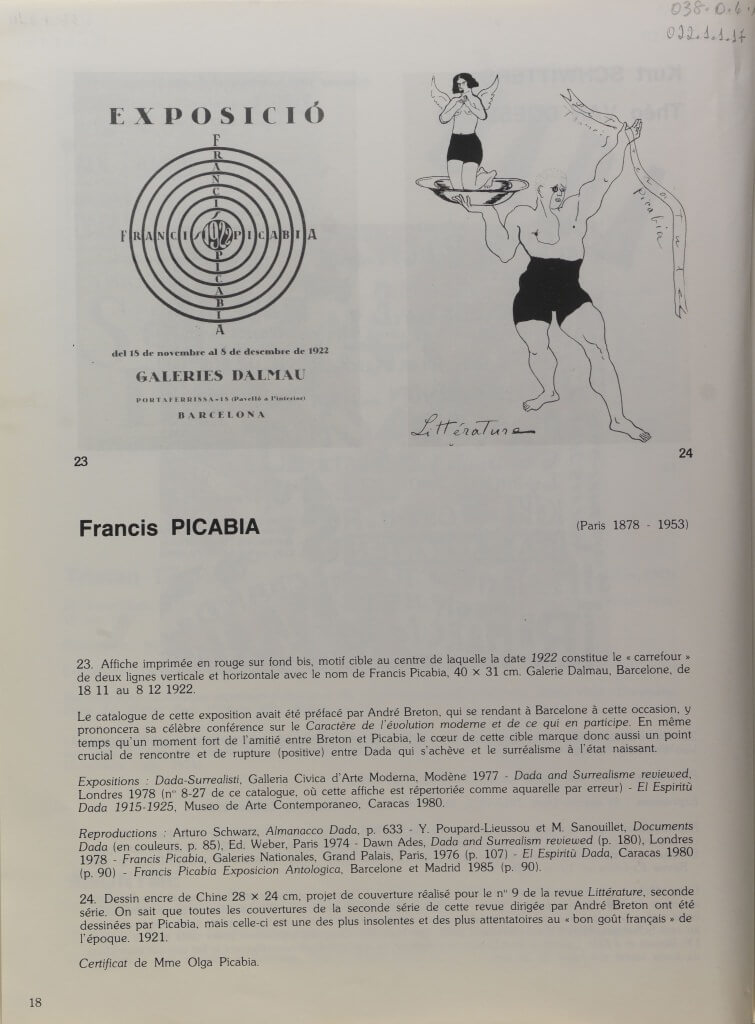 022.1.1.17
EXPOSICIÓ
FRANCIS PICABIA
FRANCIS 1922 PICABIA
del 18 de novembre al 8 de desembre de 1922
GALERIES DALMAU
PORTAFERRISSA-18 (Pavelló a l'interior)
BARCELONA
Francis
Picabia
Littérature
23
24
Francis PICABIA
(Paris 1878 - 1953)
23. Affiche imprimée en rouge sur fond bis, motif cible au centre de laquelle la date 1922 constitue le « carrefour »
de deux lignes verticale et horizontale avec le nom de Francis Picabia, 40 × 31 cm. Galerie Dalmau, Barcelone, de
18 11 au 8 12 1922.
Le catalogue de cette exposition avait été préfacé par André Breton, qui se rendant à Barcelone à cette occasion, y
prononcera sa célèbre conférence sur le Caractère de l'évolution moderne et de ce qui en participe. En même
temps qu'un moment fort de l'amitié entre Breton et Picabia, le cœur de cette cible marque donc aussi un point
crucial de rencontre et de rupture (positive) entre Dada qui s'achève et le surréalisme à l'état naissant.
Expositions : Dada-Surrealisti, Galleria Civica d'Arte Moderna, Modène 1977 - Dada and Surrealisme reviewed,
Londres 1978 (n° 8-27 de ce catalogue, où cette affiche est répertoriée comme aquarelle par erreur) - El Espiritù
Dada 1915-1925, Museo de Arte Contemporaneo, Caracas 1980.
Reproductions : Arturo Schwarz, Almanacco Dada, p. 633 - Y. Poupard-Lieussou et M. Sanouillet, Documents
Dada (en couleurs, p. 85), Ed. Weber, Paris 1974 - Dawn Ades, Dada and Surrealism reviewed (p. 180), Londres
1978 - Francis Picabia, Galeries Nationales, Grand Palais, Paris, 1976 (p. 107) - El Espiritù Dada, Caracas 1980
(p. 90) - Francis Picabia Exposicion Antologica, Barcelone et Madrid 1985 (p. 90).
24. Dessin encre de Chine 28 × 24 cm, projet de couverture réalisé pour le n° 9 de la revue Littérature, seconde
série. On sait que toutes les couvertures de la seconde série de cette revue dirigée par André Breton ont été
dessinées par Picabia, mais celle-ci est une des plus insolentes et des plus attentatoires au « bon goût français » de
l'époque. 1921.
Certificat de Mme Olga Picabia.
18